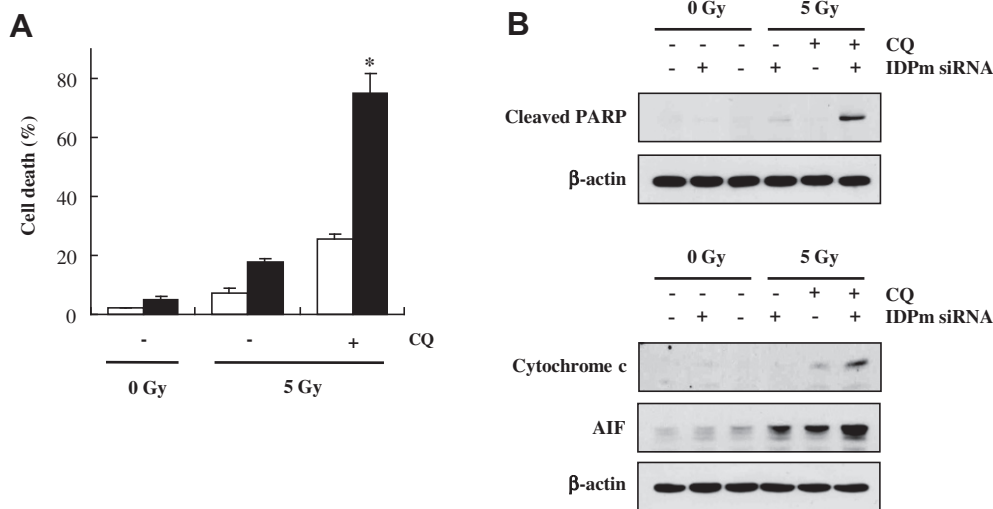 A
Cell death (%)
80
60
40
20
0
*
- - + CQ
0 Gy 5 Gy
B
0 Gy 5 Gy
- - - - + + CQ
- + - + - + IDPm siRNA
Cleaved PARP
β-actin
0 Gy 5 Gy
- - - - + + CQ
- + - + - + IDPm siRNA
Cytochrome c
AIF
β-actin